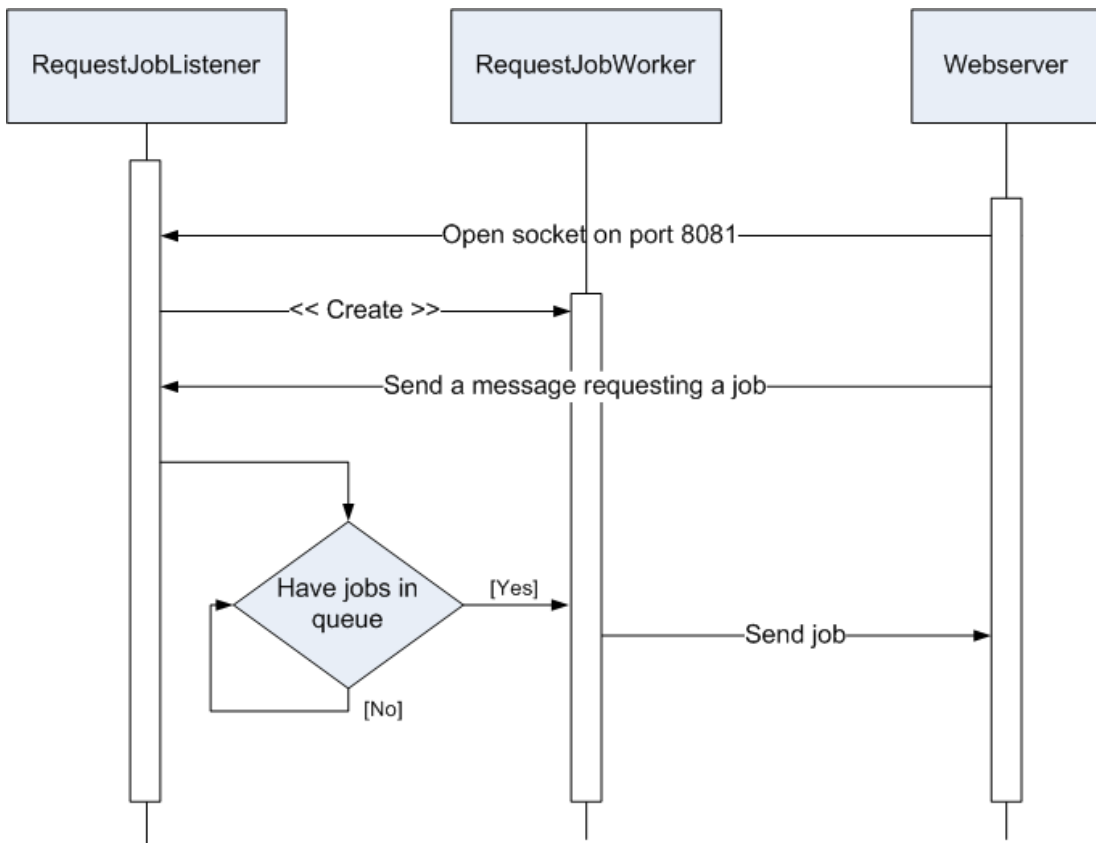 RequestJobListener
RequestJobWorker
Webserver
Open socket on port 8081
<< Create >>
Send a message requesting a job
Have jobs in
queue
[Yes]
Send job
[No]